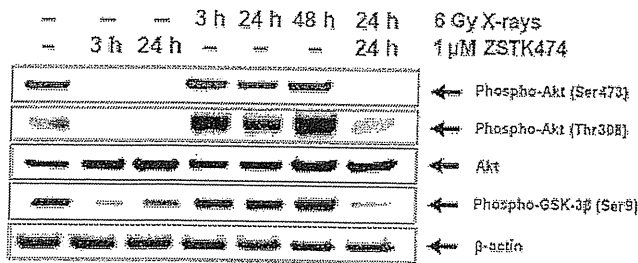 – – – 3 h 24 h 48 h 24 h 6 Gy X-rays
– 3 h 24 h – – – 24 h 1 μM ZSTK474
Phospho-Akt (Ser473)
Phospho-Akt (Thr308)
Akt
Phospho-GSK-3β (Ser9)
β-actin